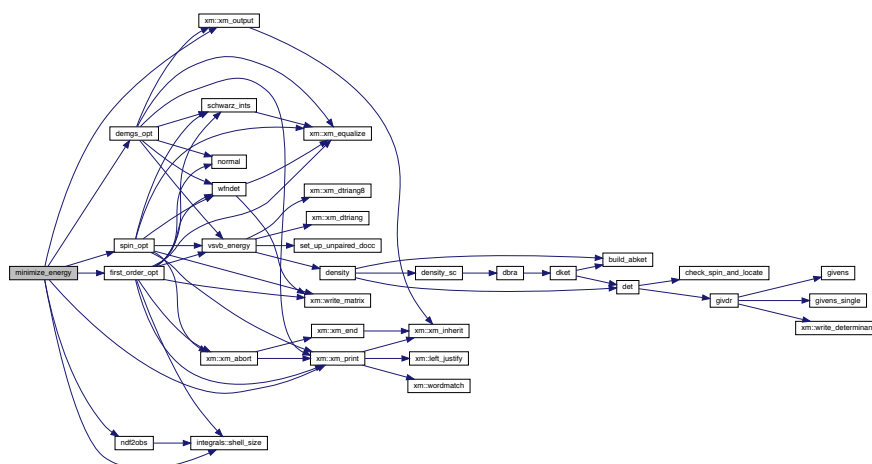 xm::xm_output
schwarz_ints
demgs_opt
xm::xm_equalize
normal
wfndet
xm::xm_dtriang8
xm::xm_dtriang
spin_opt
vsvb_energy
set_up_unpaired_docc
build_abket
minimize_energy
first_order_opt
density
density_sc
dbra
dket
check_spin_and_locate
givens
det
xm::write_matrix
givdr
givens_single
xm::write_determinan
xm::xm_end
xm::xm_inherit
xm::xm_abort
xm::xm_print
xm::left_justify
xm::wordmatch
ndf2obs
integrals::shell_size